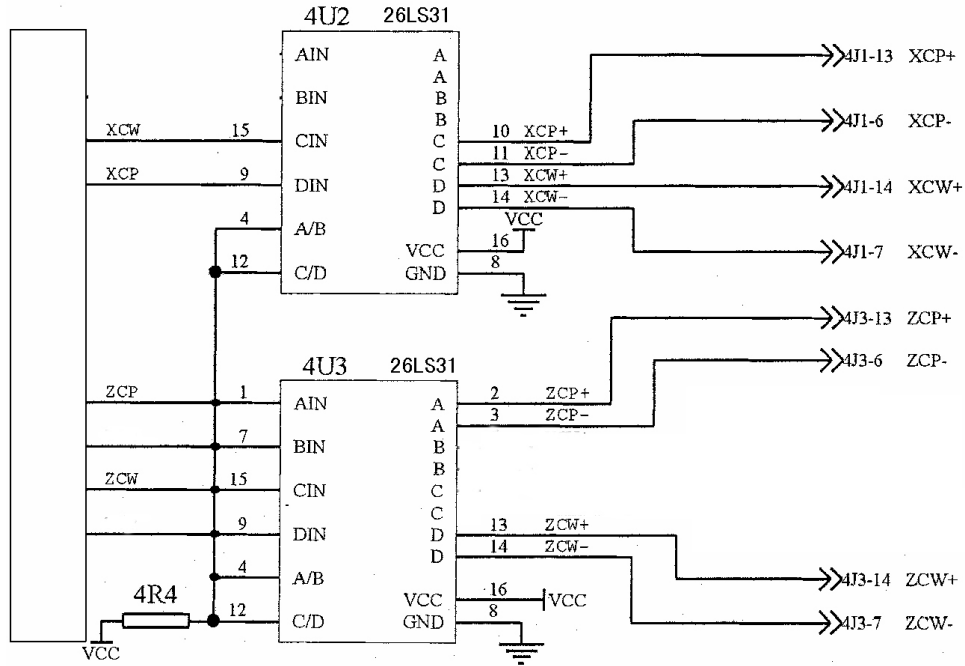 4U2 26LS31
AIN A
A
BIN B
B
XCW 15 CIN C 10 XCP+
C 11 XCP-
XCP 9 DIN D 13 XCW+
D 14 XCW-
4 A/B VCC
VCC 16
12 C/D GND 8
4J1-13 XCP+
4J1-6 XCP-
4J1-14 XCW+
4J1-7 XCW-
4J3-13 ZCP+
4J3-6 ZCP-
4U3 26LS31
ZCP 1 AIN A 2 ZCP+
A 3 ZCP-
7 BIN B
B
ZCW 15 CIN C
C
9 DIN D 13 ZCW+
D 14 ZCW-
4 A/B
VCC 16 VCC
4R4 12 C/D GND 8
VCC
4J3-14 ZCW+
4J3-7 ZCW-